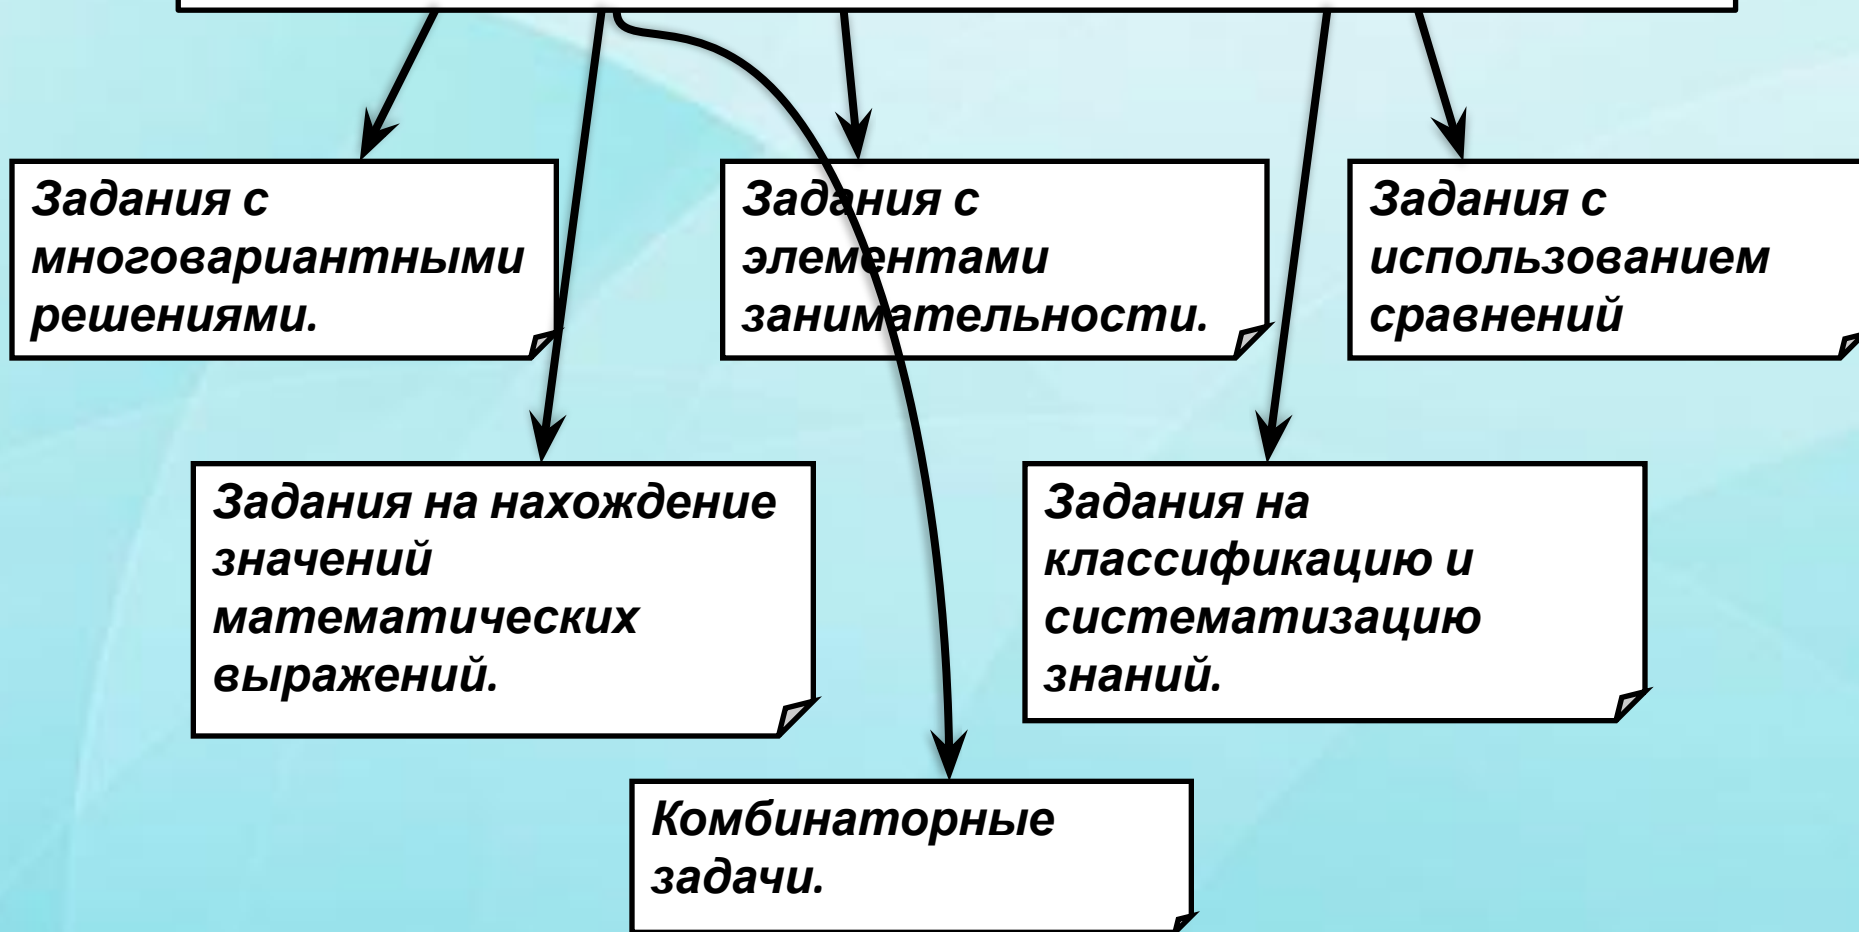 Задания с
многовариантными
решениями.
Задания с
элементами
занимательности.
Задания с
использованием
сравнений
Задания на нахождение
значений
математических
выражений.
Задания на
классификацию и
систематизацию
знаний.
Комбинаторные
задачи.